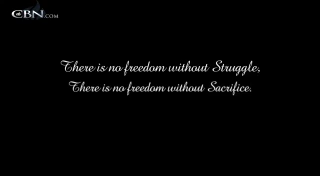 CBN.COM
There is no freedom without Struggle,
There is no freedom without Sacrifice.